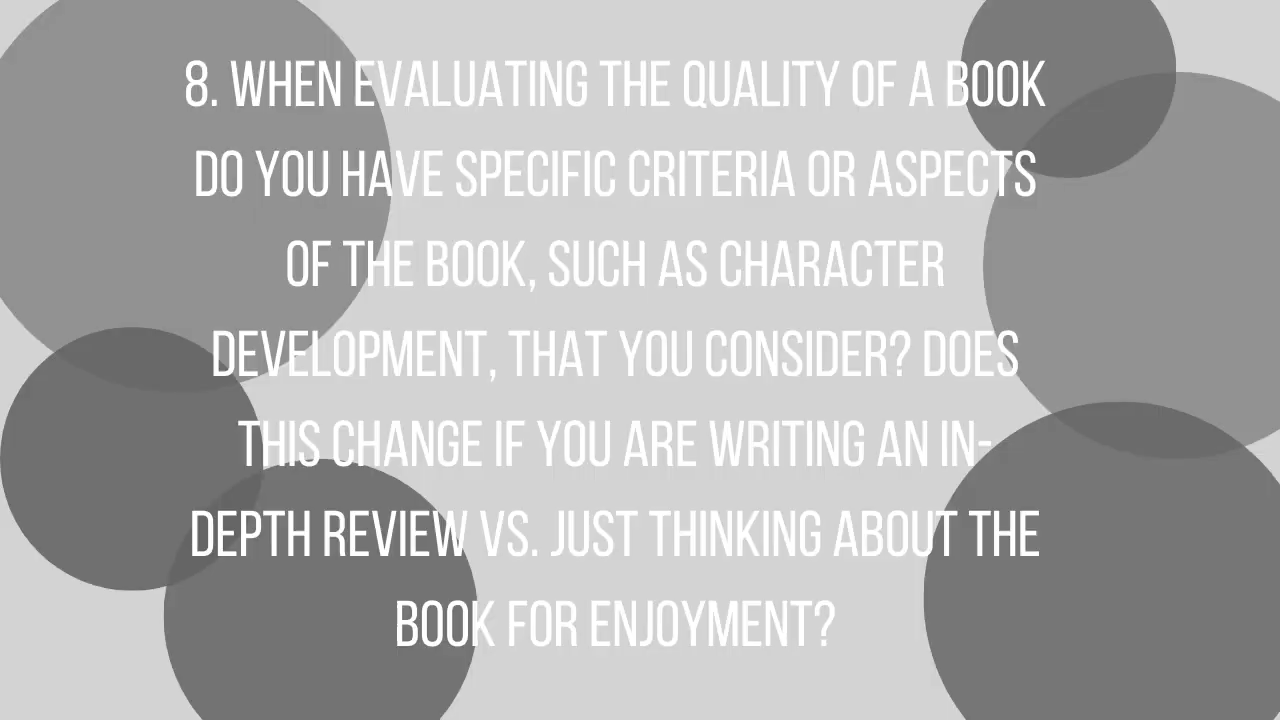 8. WHEN EVALUATING THE QUALITY OF A BOOK
DO YOU HAVE SPECIFIC CRITERIA OR ASPECTS
OF THE BOOK, SUCH AS CHARACTER
DEVELOPMENT, THAT YOU CONSIDER? DOES
THIS CHANGE IF YOU ARE WRITING AN IN-
DEPTH REVIEW VS. JUST THINKING ABOUT THE
BOOK FOR ENJOYMENT?